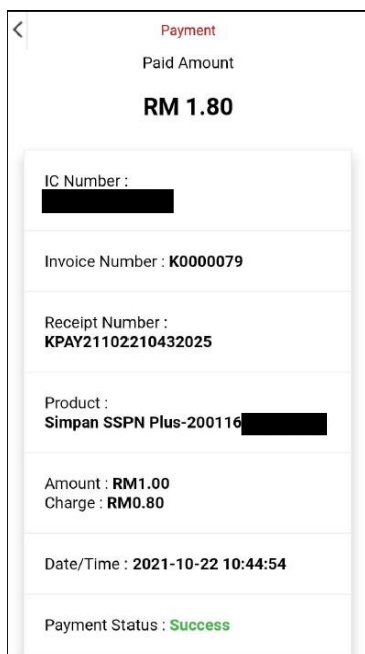 Payment
Paid Amount
RM 1.80
IC Number :
Invoice Number : K0000079
Receipt Number :
KPAY21102210432025
Product :
Simpan SSPN Plus-200116
Amount : RM1.00
Charge : RM0.80
Date/Time : 2021-10-22 10:44:54
Payment Status : Success